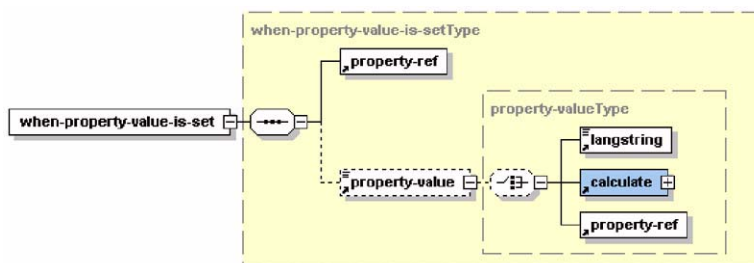 when-property-value-is-setType
property-ref
property-valueType
when-property-value-is-set
langstring
property-value
calculate
property-ref